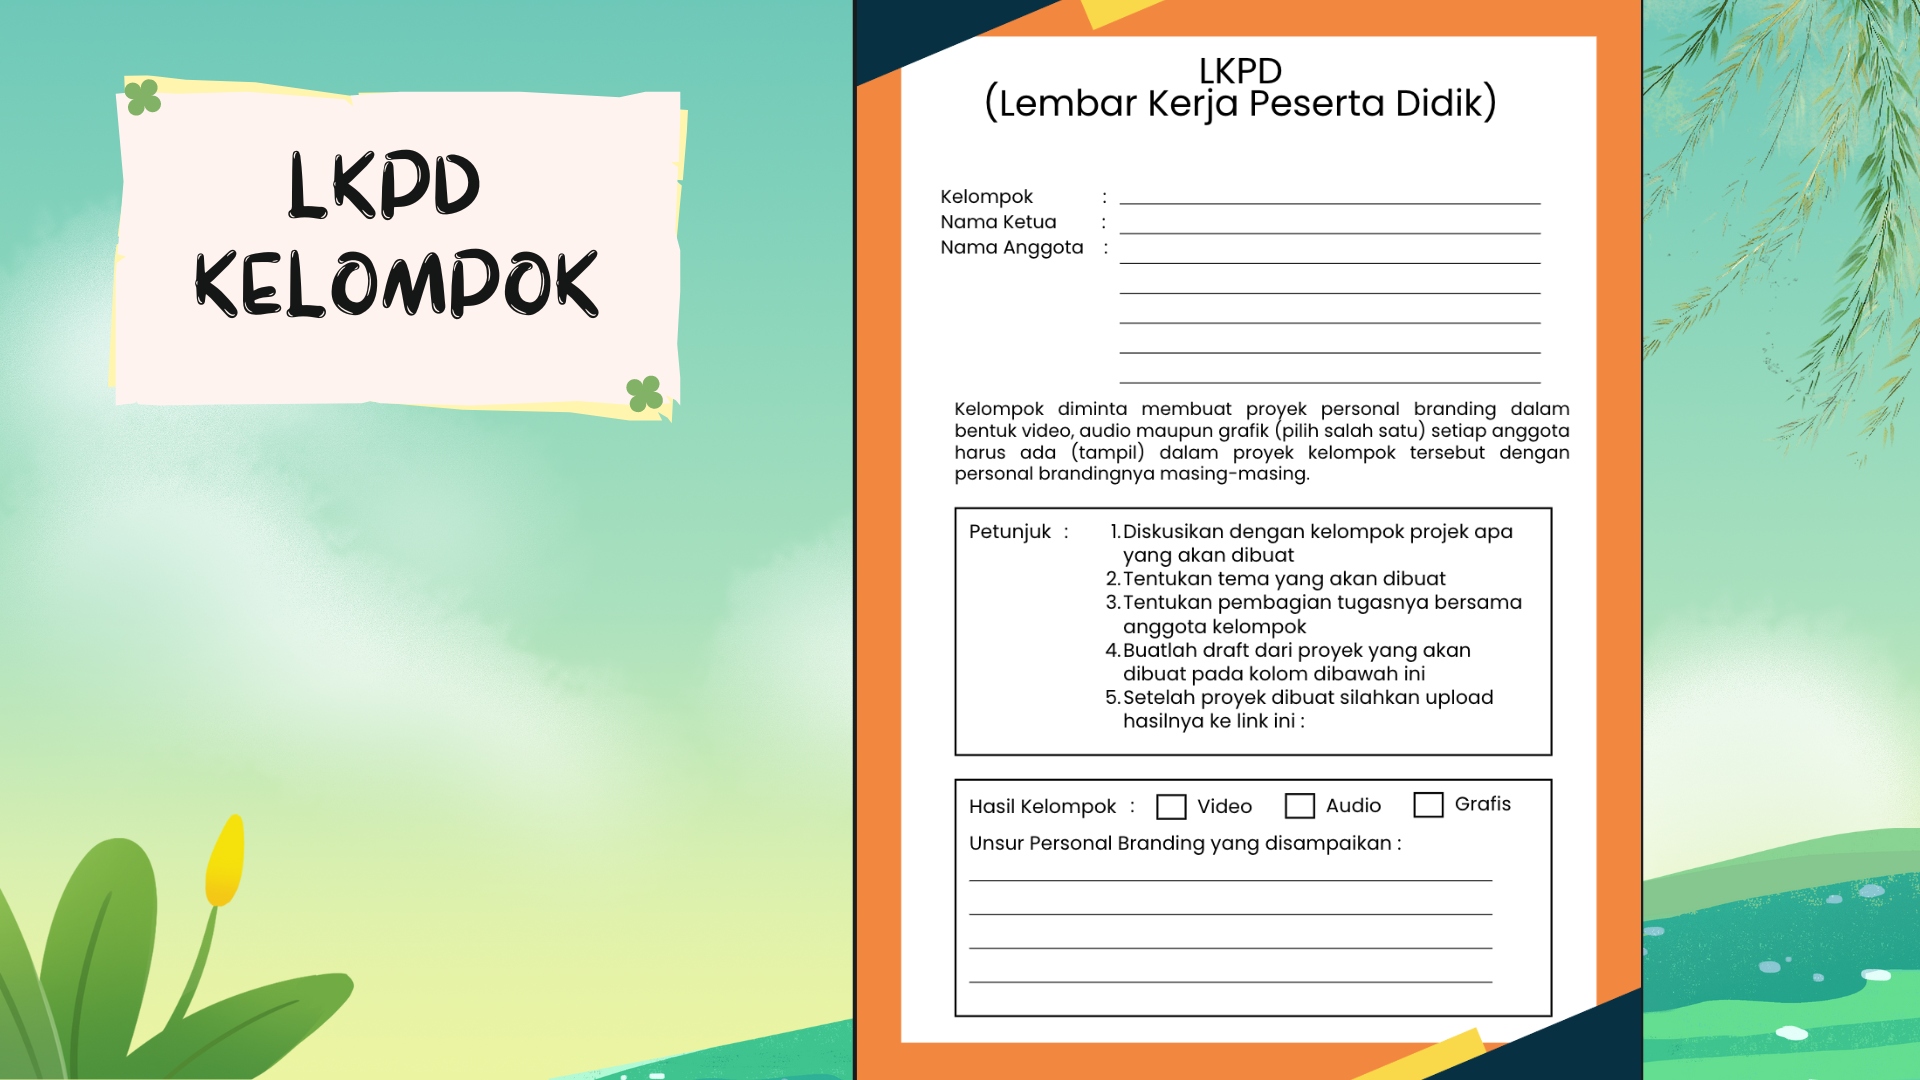 LKPD
KELOMPOK
LKPD
(Lembar Kerja Peserta Didik)
Kelompok :
Nama Ketua :
Nama Anggota :
Kelompok diminta membuat proyek personal branding dalam
bentuk video, audio maupun grafik (pilih salah satu) setiap anggota
harus ada (tampil) dalam proyek kelompok tersebut dengan
personal brandingnya masing-masing.
Petunjuk : 1. Diskusikan dengan kelompok projek apa
yang akan dibuat
2. Tentukan tema yang akan dibuat
3. Tentukan pembagian tugasnya bersama
anggota kelompok
4. Buatlah draft dari proyek yang akan
dibuat pada kolom dibawah ini
5. Setelah proyek dibuat silahkan upload
hasilnya ke link ini :
Hasil Kelompok : Video Audio Grafis
Unsur Personal Branding yang disampaikan :